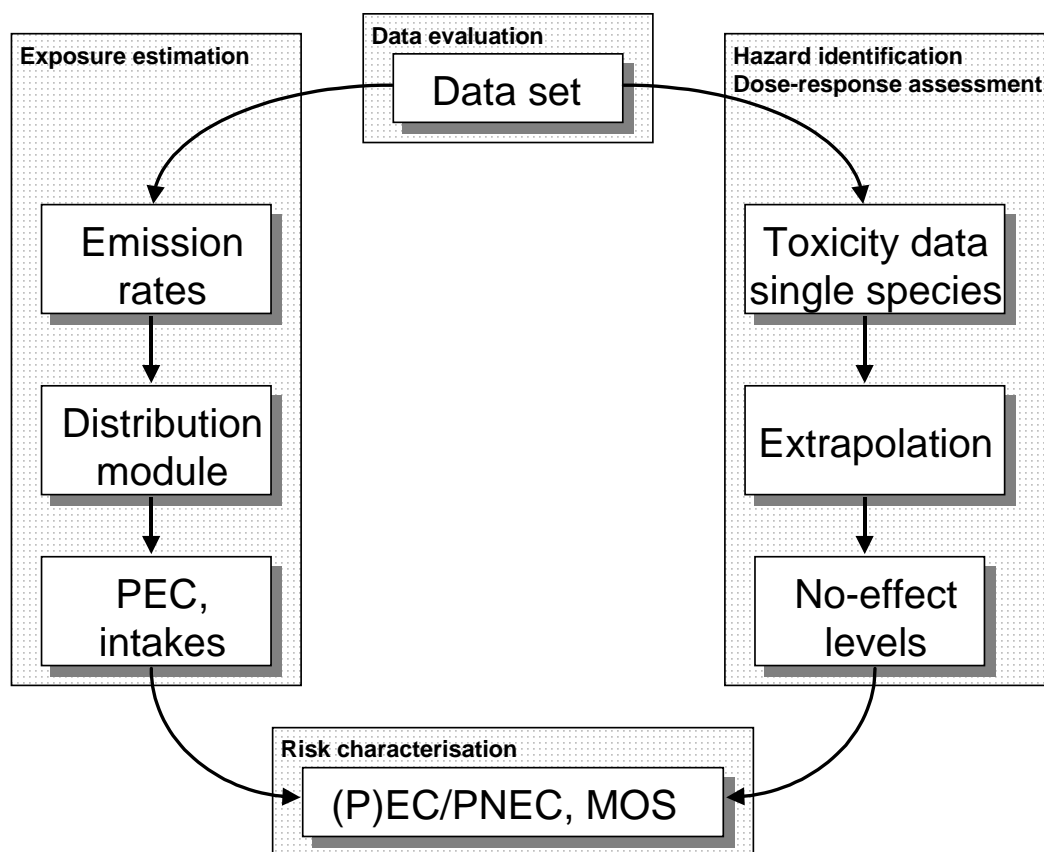 Data evaluation
Data set
Exposure estimation
Emission
rates
Distribution
module
PEC,
intakes
Hazard identification
Dose-response assessment
Toxicity data
single species
Extrapolation
No-effect
levels
Risk characterisation
(P)EC/PNEC, MOS